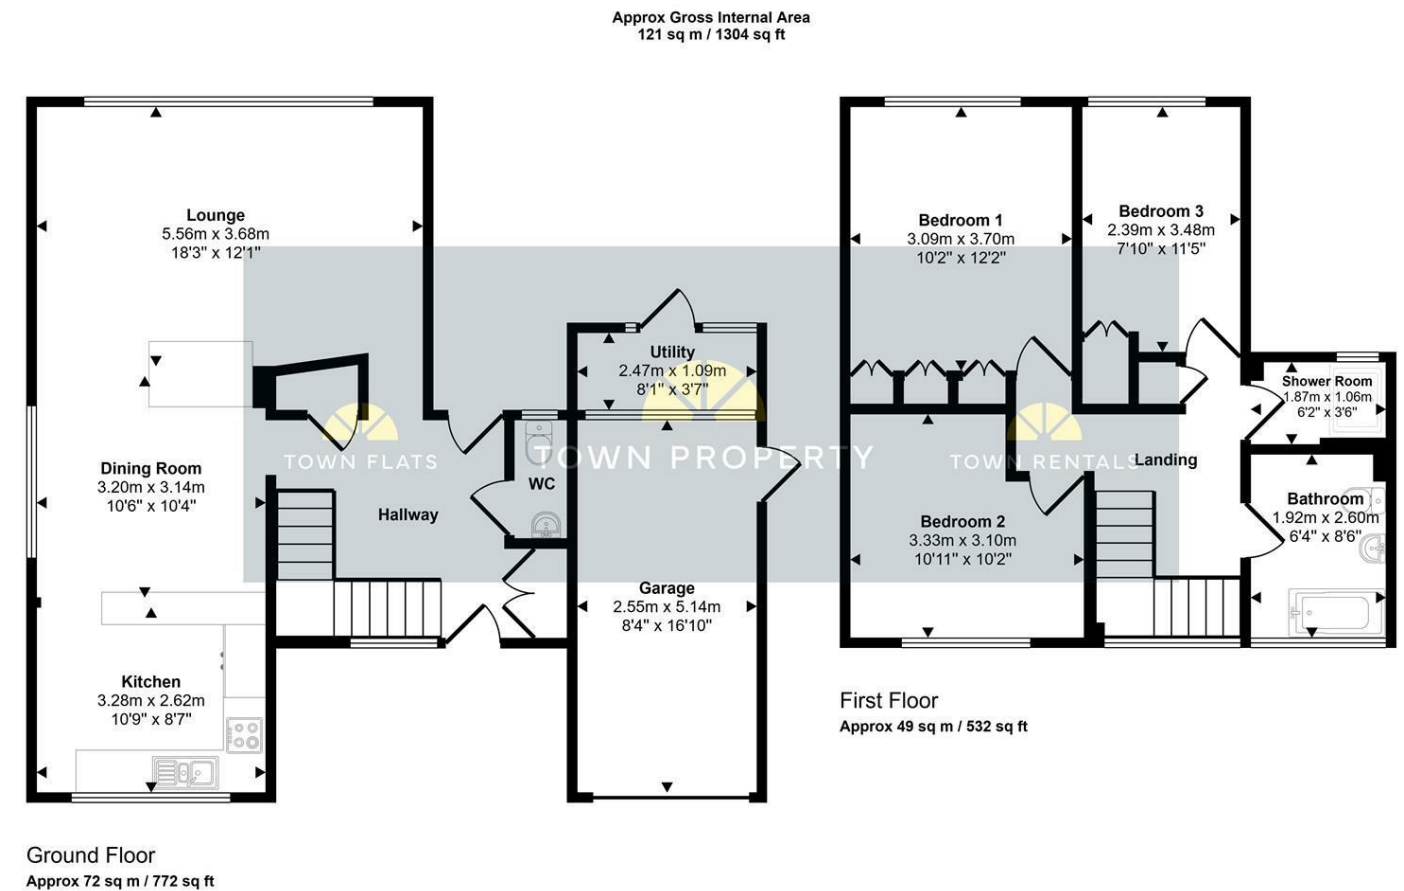 Approx Gross Internal Area
121 sq m / 1304 sq ft
Lounge
5.56m x 3.68m
18'3" x 12'1"
Dining Room
3.20m x 3.14m
10'6" x 10'4"
Kitchen
3.28m x 2.62m
10'9" x 8'7"
Hallway
WC
Utility
2.47m x 1.09m
8'1" x 3'7"
Garage
2.55m x 5.14m
8'4" x 16'10"
TOWN FLATS
TOWN PROPERTY
TOWN RENTALS
Bedroom 1
3.09m x 3.70m
10'2" x 12'2"
Bedroom 3
2.39m x 3.48m
7'10" x 11'5"
Shower Room
1.87m x 1.06m
6'2" x 3'6"
Landing
Bathroom
1.92m x 2.60m
6'4" x 8'6"
Bedroom 2
3.33m x 3.10m
10'11" x 10'2"
First Floor
Approx 49 sq m / 532 sq ft
Ground Floor
Approx 72 sq m / 772 sq ft